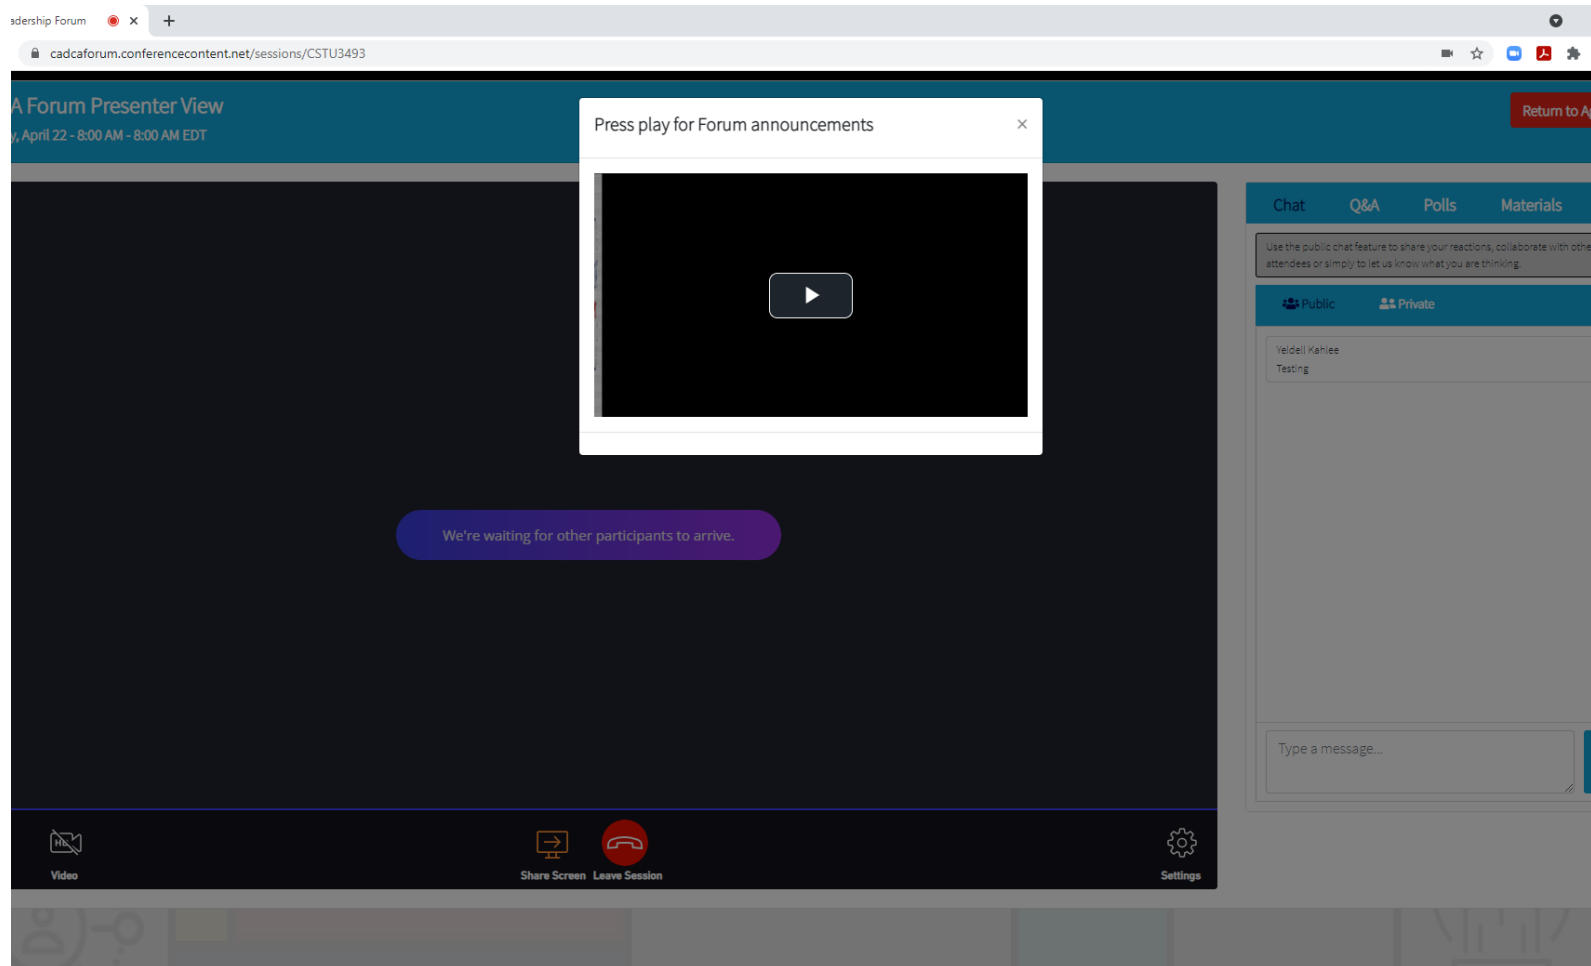 adership Forum
cadcaforum.conferencecontent.net/sessions/CSTU3493
A Forum Presenter View
y, April 22 - 8:00 AM - 8:00 AM EDT
Return to A
Press play for Forum announcements
Chat Q&A Polls Materials
Use the public chat feature to share your reactions, collaborate with othe
attendees or simply to let us know what you are thinking.
Public Private
Yeldell Kahlee
Testing
We're waiting for other participants to arrive.
Type a message...
HD
Video Share Screen Leave Session Settings